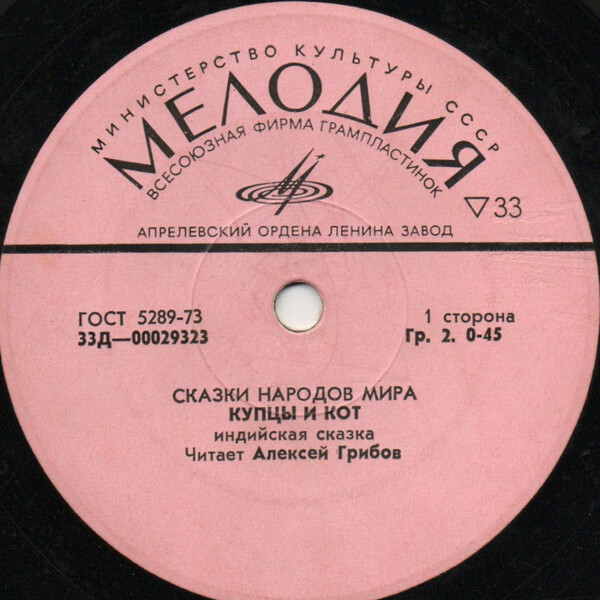 МИНИСТЕРСТВО КУЛЬТУРЫ СССР
МЕЛОДИЯ
ВСЕСОЮЗНАЯ ФИРМА ГРАМПЛАСТИНОК
▽33
АПРЕЛЕВСКИЙ ОРДЕНА ЛЕНИНА ЗАВОД
ГОСТ 5289-73
33Д—00029323
1 сторона
Гр. 2. 0-45
СКАЗКИ НАРОДОВ МИРА
КУПЦЫ И КОТ
индийская сказка
Читает Алексей Грибов